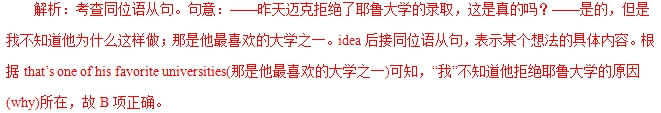 解析：考查同位语从句。句意：——昨天迈克拒绝了耶鲁大学的录取，这是真的吗？——是的，但是
我不知道他为什么这样做；那是他最喜欢的大学之一。idea 后接同位语从句，表示某个想法的具体内容。根
据 that’s one of his favorite universities(那是他最喜欢的大学之一)可知，“我”不知道他拒绝耶鲁大学的原因
(why)所在，故 B 项正确。